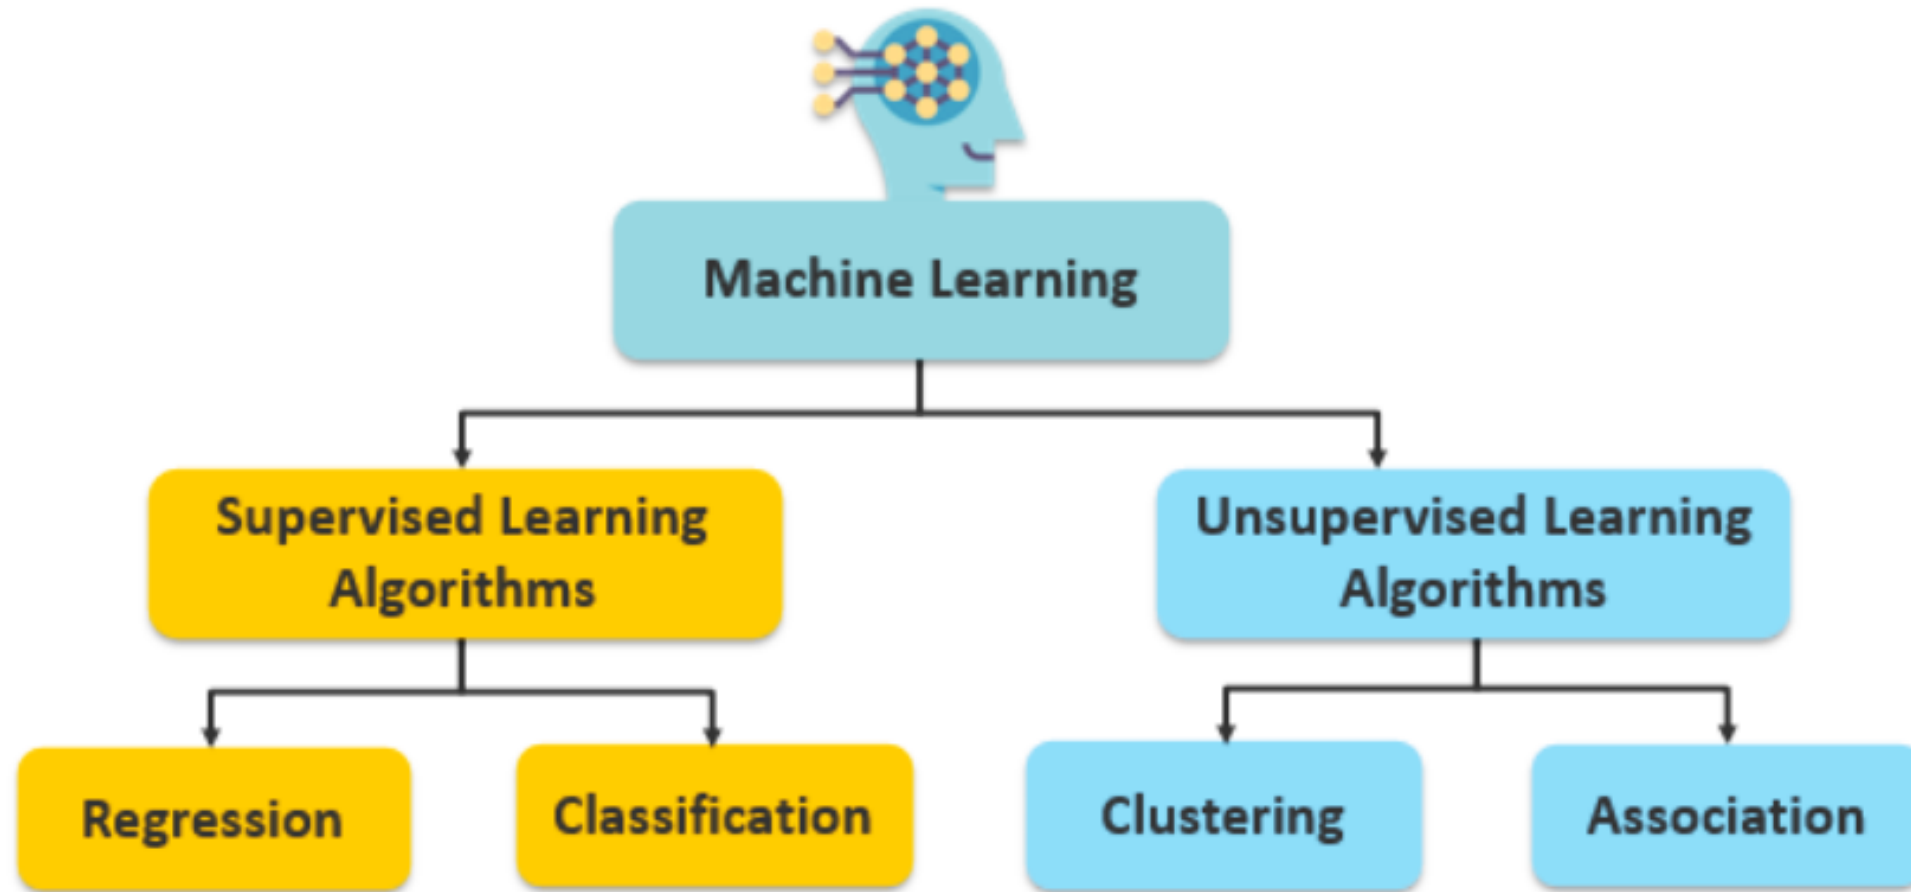 Machine Learning
Supervised Learning
Algorithms
Unsupervised Learning
Algorithms
Regression
Classification
Clustering
Association